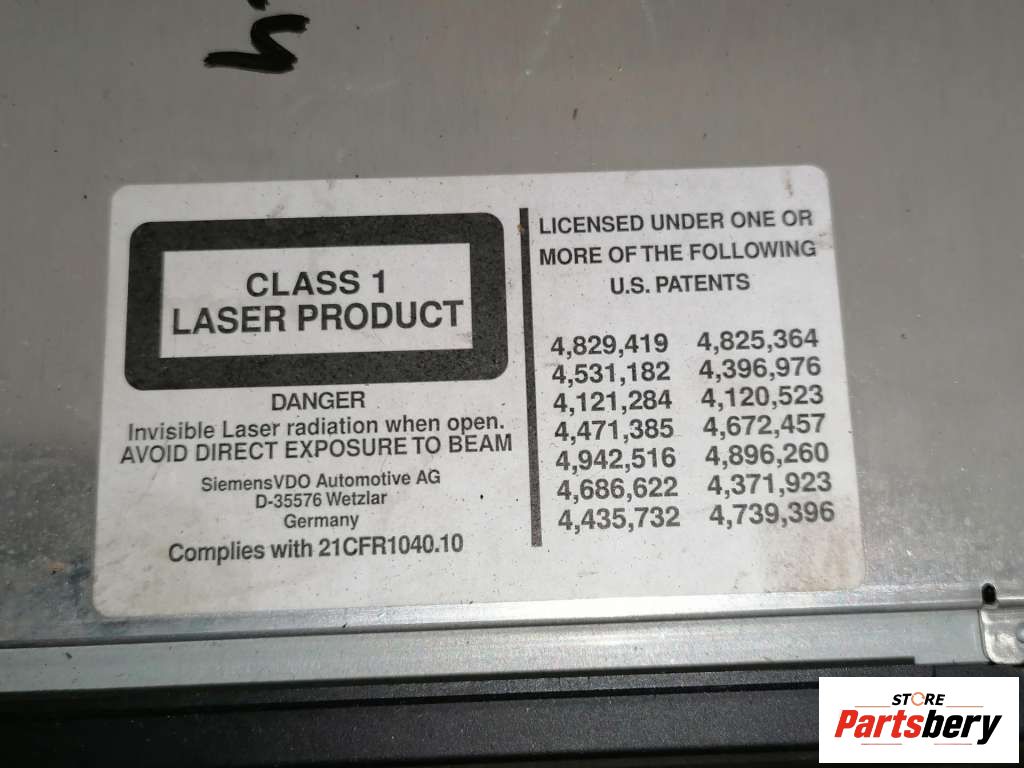 CLASS 1
LASER PRODUCT
DANGER
Invisible Laser radiation when open.
AVOID DIRECT EXPOSURE TO BEAM
SiemensVDO Automotive AG
D-35576 Wetzlar
Germany
Complies with 21CFR1040.10
LICENSED UNDER ONE OR
MORE OF THE FOLLOWING
U.S. PATENTS
4,829,419 4,825,364
4,531,182 4,396,976
4,121,284 4,120,523
4,471,385 4,672,457
4,942,516 4,896,260
4,686,622 4,371,923
4,435,732 4,739,396
STORE
Partsbery